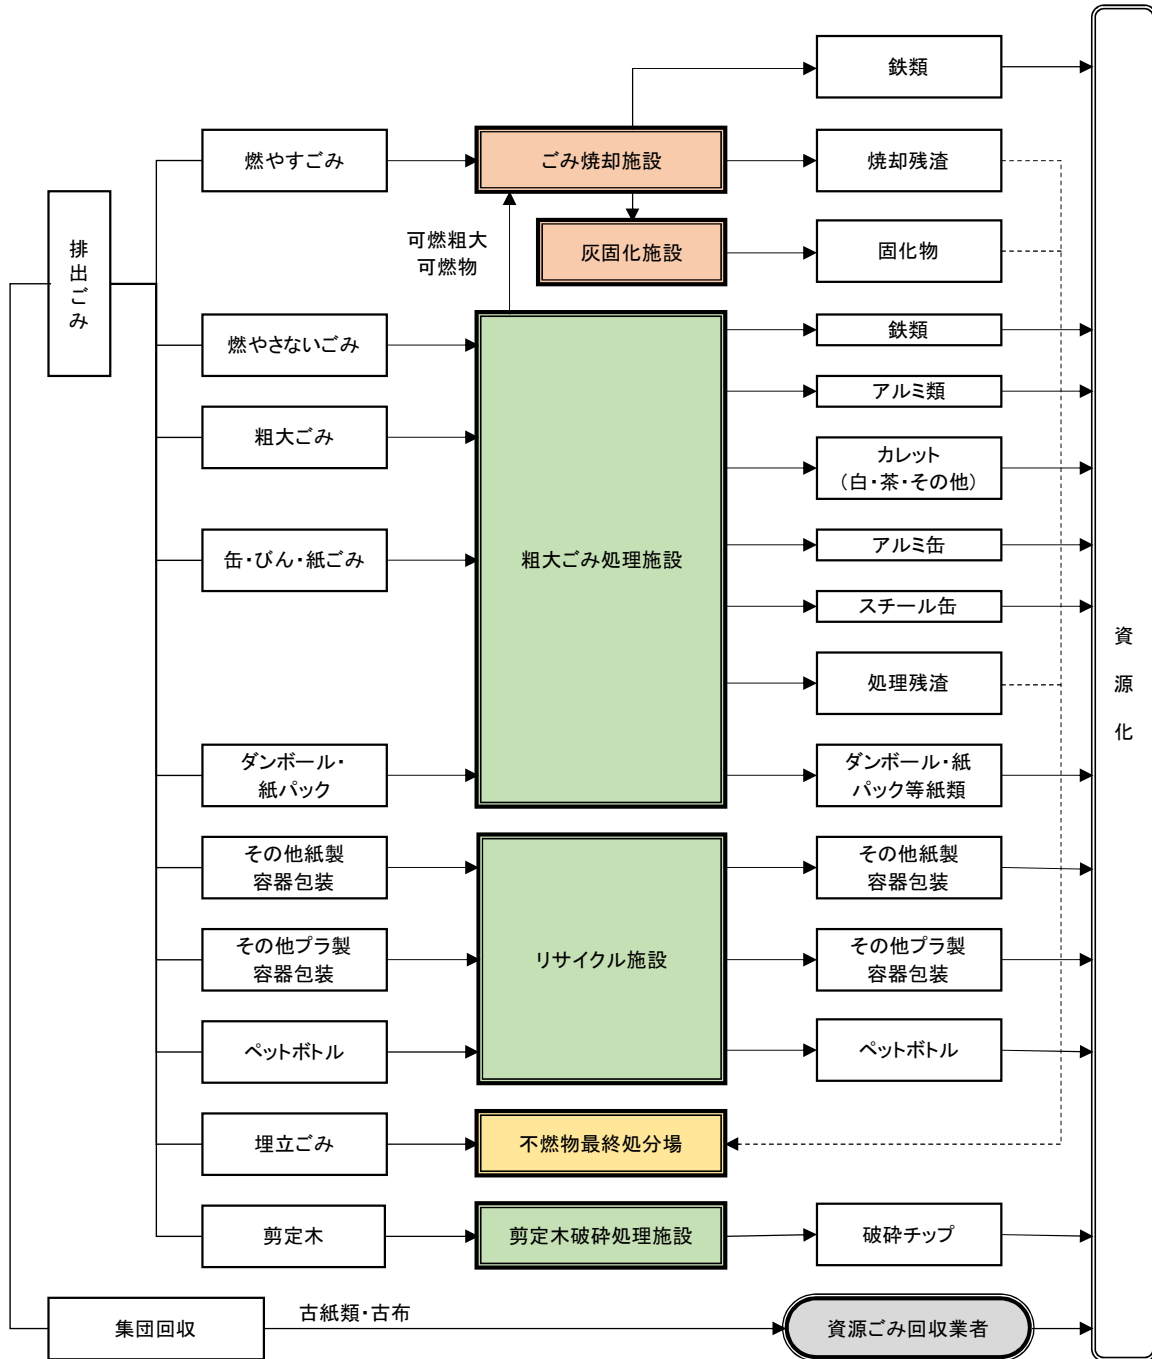 鉄類
燃やすごみ
ごみ焼却施設
焼却残渣
排出ごみ
可燃粗大
可燃物
灰固化施設
固化物
燃やさないごみ
鉄類
アルミ類
粗大ごみ
カレット
（白・茶・その他）
缶・びん・紙ごみ
粗大ごみ処理施設
アルミ缶
スチール缶
資源化
処理残渣
ダンボール・
紙パック
ダンボール・紙
パック等紙類
その他紙製
容器包装
その他紙製
容器包装
その他プラ製
容器包装
リサイクル施設
その他プラ製
容器包装
ペットボトル
ペットボトル
埋立ごみ
不燃物最終処分場
剪定木
剪定木破砕処理施設
破砕チップ
集団回収
古紙類・古布
資源ごみ回収業者